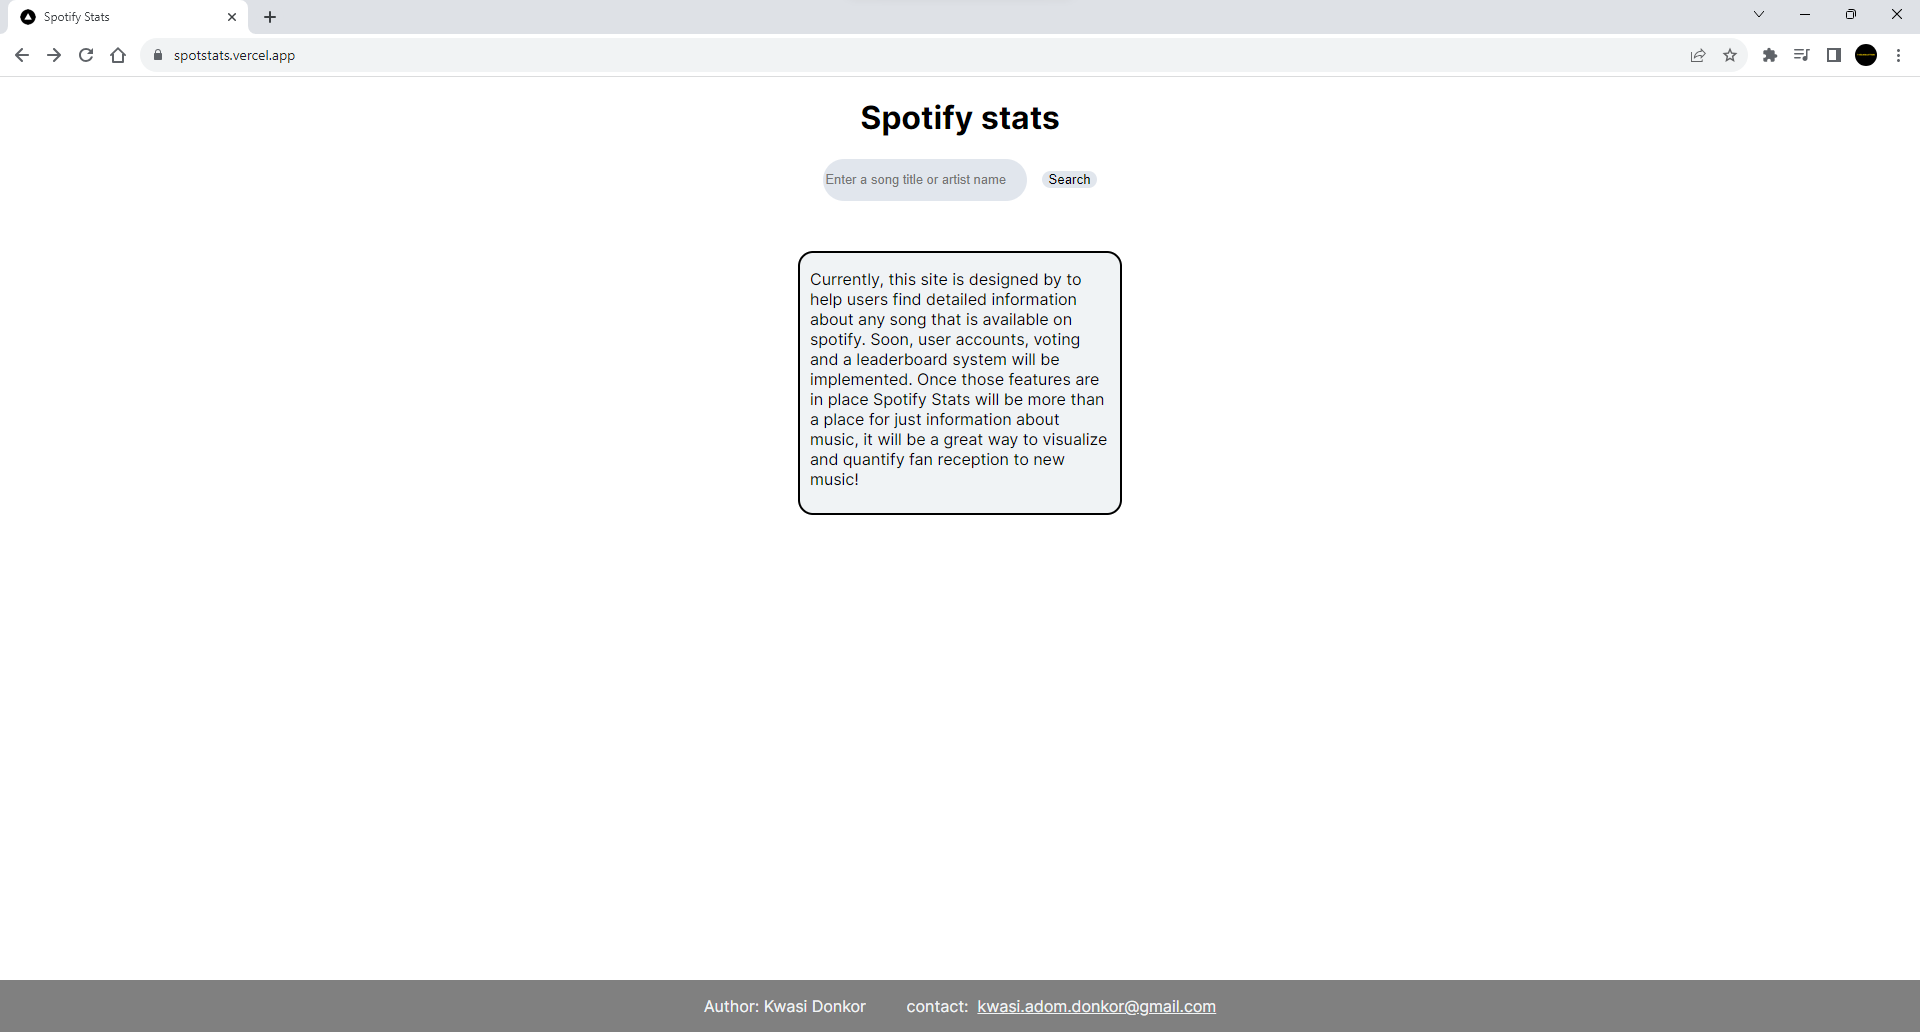 Spotify Stats
spotstats.vercel.app
Spotify stats
Enter a song title or artist name
Search
Currently, this site is designed by to
help users find detailed information
about any song that is available on
spotify. Soon, user accounts, voting
and a leaderboard system will be
implemented. Once those features are
in place Spotify Stats will be more than
a place for just information about
music, it will be a great way to visualize
and quantify fan reception to new
music!
Author: Kwasi Donkor contact: kwasi.adom.donkor@gmail.com